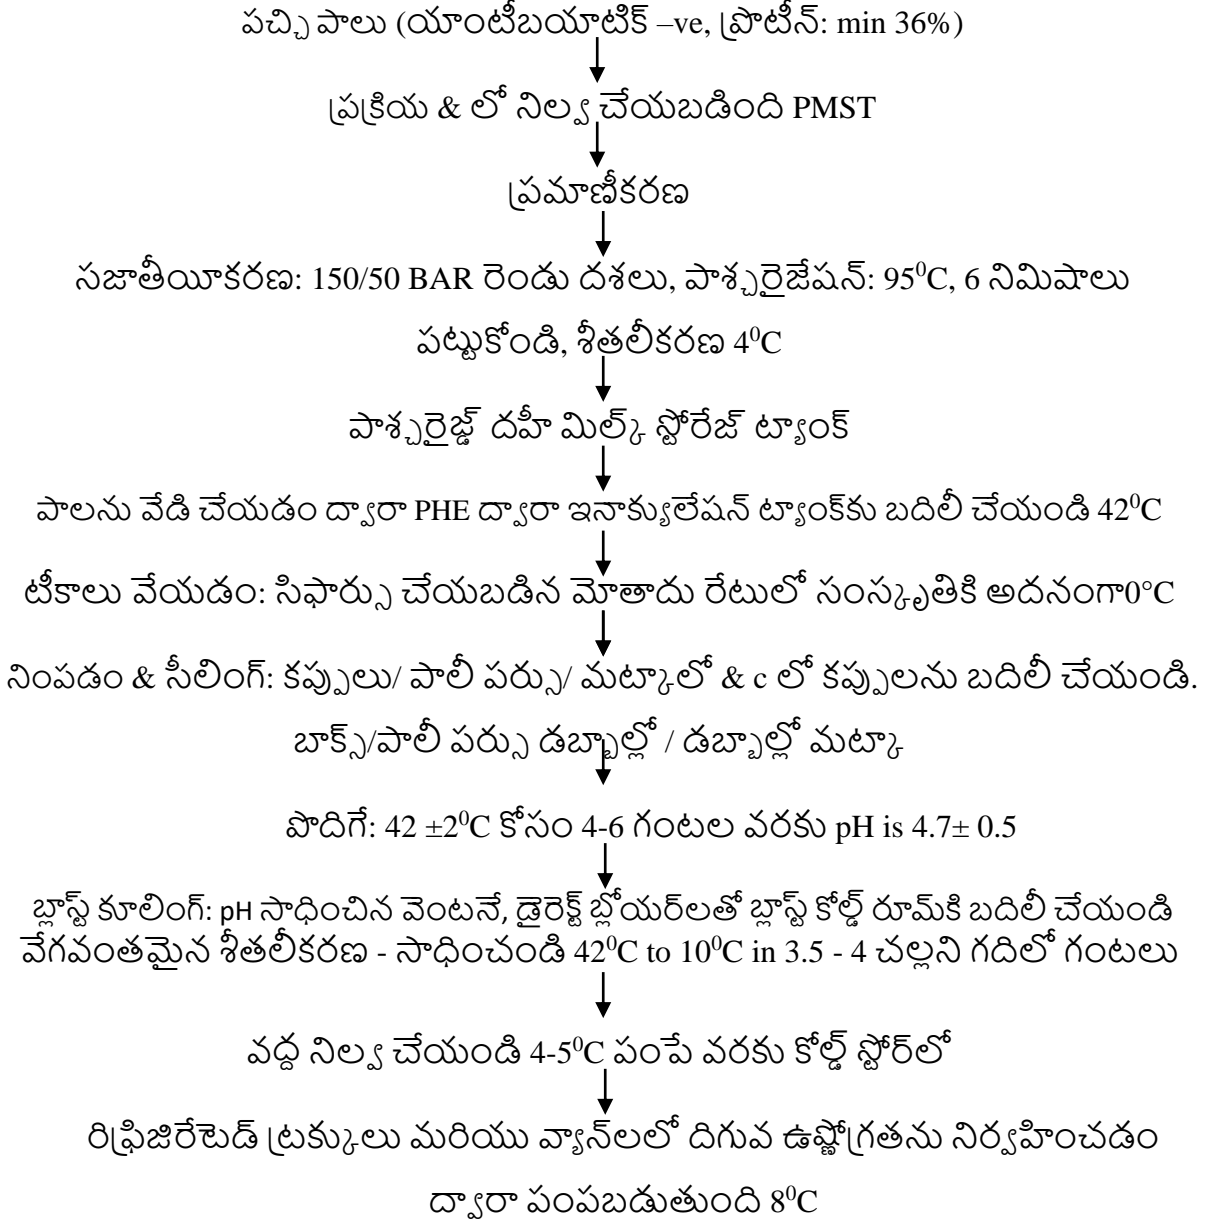 పచ్చి పాలు (యాంటీబయాటిక్ –ve, ప్రొటీన్: min 36%)
ప్రక్రియ & లో నిల్వ చేయబడింది PMST
ప్రమాణీకరణ
సజాతీయీకరణ: 150/50 BAR రెండు దశలు, పాశ్చరైజేషన్: 95⁰C, 6 నిమిషాలు
పట్టుకోండి, శీతలీకరణ 4⁰C
పాశ్చరైజ్డ్ దహీ మిల్క్ స్టోరేజ్ ట్యాంక్
పాలను వేడి చేయడం ద్వారా PHE ద్వారా ఇనాక్యులేషన్ ట్యాంక్‌కు బదిలీ చేయండి 42⁰C
టీకాలు వేయడం: సిఫార్సు చేయబడిన మోతాదు రేటులో సంస్కృతికి అదనంగా0°C
నింపడం & సీలింగ్: కప్పులు/ పాలీ పర్సు/ మట్కాలో & c లో కప్పులను బదిలీ చేయండి.
బాక్స్/పాలీ పర్సు డబ్బాల్లో / డబ్బాల్లో మట్కా
పొదిగే: 42 ±2⁰C కోసం 4-6 గంటల వరకు pH is 4.7± 0.5
బ్లాస్ట్ కూలింగ్: pH సాధించిన వెంటనే, డైరెక్ట్ బ్లోయర్‌లతో బ్లాస్ట్ కోల్డ్ రూమ్‌కి బదిలీ చేయండి
వేగవంతమైన శీతలీకరణ - సాధించండి 42⁰C to 10⁰C in 3.5 - 4 చల్లని గదిలో గంటలు
వద్ద నిల్వ చేయండి 4-5⁰C పంపే వరకు కోల్డ్ స్టోర్‌లో
రిఫ్రిజిరేటెడ్ ట్రక్కులు మరియు వ్యాన్‌లలో దిగువ ఉష్ణోగ్రతను నిర్వహించడం
ద్వారా పంపబడుతుంది 8⁰C